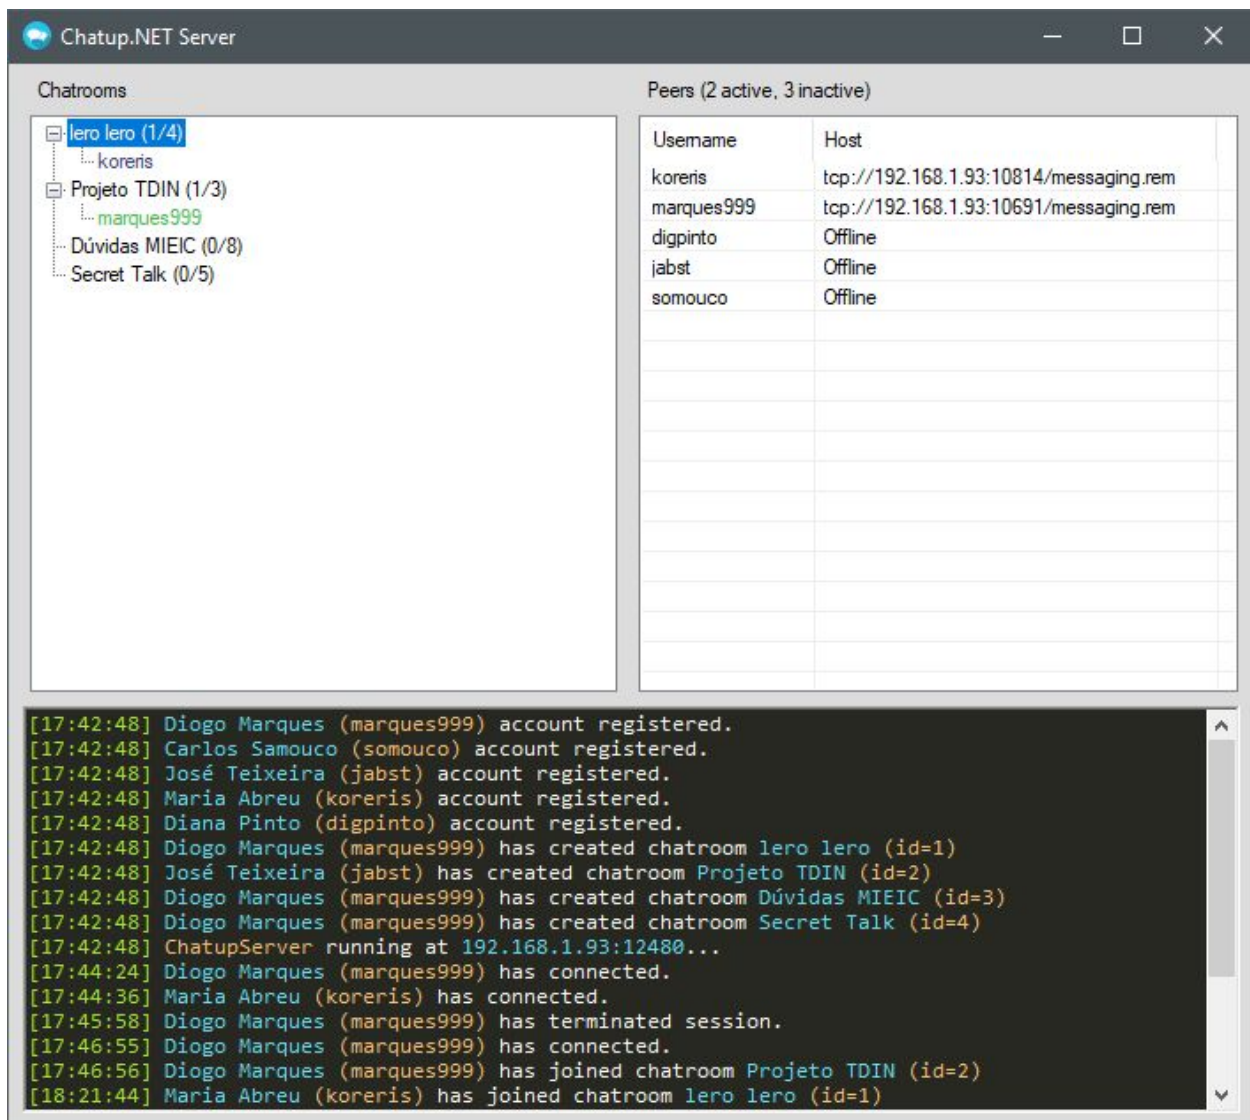 Chatup.NET Server
Chatrooms
lero lero (1/4)
koreris
Projeto TDIN (1/3)
marques999
Dúvidas MIEIC (0/8)
Secret Talk (0/5)
Peers (2 active, 3 inactive)
Username Host
koreris tcp://192.168.1.93:10814/messaging.rem
marques999 tcp://192.168.1.93:10691/messaging.rem
digpinto Offline
jabst Offline
somouco Offline
[17:42:48] Diogo Marques (marques999) account registered.
[17:42:48] Carlos Samouco (somouco) account registered.
[17:42:48] José Teixeira (jabst) account registered.
[17:42:48] Maria Abreu (koreris) account registered.
[17:42:48] Diana Pinto (digpinto) account registered.
[17:42:48] Diogo Marques (marques999) has created chatroom lero lero (id=1)
[17:42:48] José Teixeira (jabst) has created chatroom Projeto TDIN (id=2)
[17:42:48] Diogo Marques (marques999) has created chatroom Dúvidas MIEIC (id=3)
[17:42:48] Diogo Marques (marques999) has created chatroom Secret Talk (id=4)
[17:42:48] ChatupServer running at 192.168.1.93:12480...
[17:44:24] Diogo Marques (marques999) has connected.
[17:44:36] Maria Abreu (koreris) has connected.
[17:45:58] Diogo Marques (marques999) has terminated session.
[17:46:55] Diogo Marques (marques999) has connected.
[17:46:56] Diogo Marques (marques999) has joined chatroom Projeto TDIN (id=2)
[18:21:44] Maria Abreu (koreris) has joined chatroom lero lero (id=1)